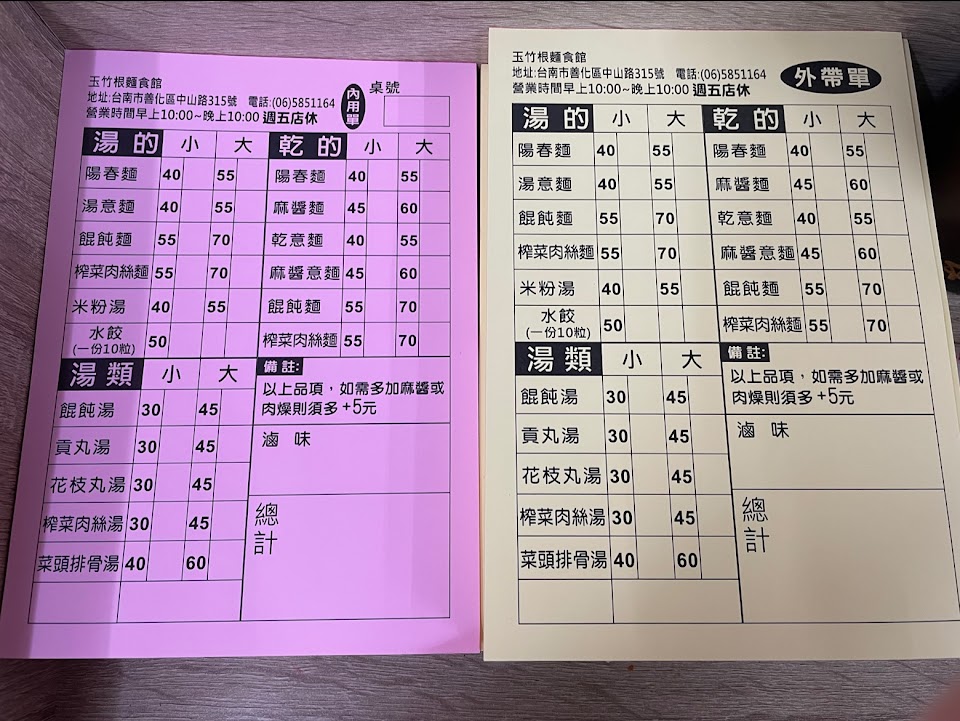 玉竹根麵食館
地址:台南市善化區中山路315號 電話:(06)5851164
營業時間早上10:00~晚上10:00 週五店休
內用單
桌號
湯的 小 大 乾的 小 大
陽春麵 40 55 陽春麵 40 55
湯意麵 40 55 麻醬麵 45 60
餛飩麵 55 70 乾意麵 40 55
榨菜肉絲麵 55 70 麻醬意麵 45 60
米粉湯 40 55 餛飩麵 55 70
水餃 50 榨菜肉絲麵 55 70
(一份10粒)
湯類 小 大
餛飩湯 30 45
貢丸湯 30 45
花枝丸湯 30 45
榨菜肉絲湯 30 45
菜頭排骨湯 40 60
備註:
以上品項，如需多加麻醬或
肉燥則須多+5元
滷味
總
計
玉竹根麵食館
地址:台南市善化區中山路315號 電話:(06)5851164
營業時間早上10:00~晚上10:00 週五店休
外帶單
湯的 小 大 乾的 小 大
陽春麵 40 55 陽春麵 40 55
湯意麵 40 55 麻醬麵 45 60
餛飩麵 55 70 乾意麵 40 55
榨菜肉絲麵 55 70 麻醬意麵 45 60
米粉湯 40 55 餛飩麵 55 70
水餃 50 榨菜肉絲麵 55 70
(一份10粒)
湯類 小 大
餛飩湯 30 45
貢丸湯 30 45
花枝丸湯 30 45
榨菜肉絲湯 30 45
菜頭排骨湯 40 60
備註:
以上品項，如需多加麻醬或
肉燥則須多+5元
滷味
總
計